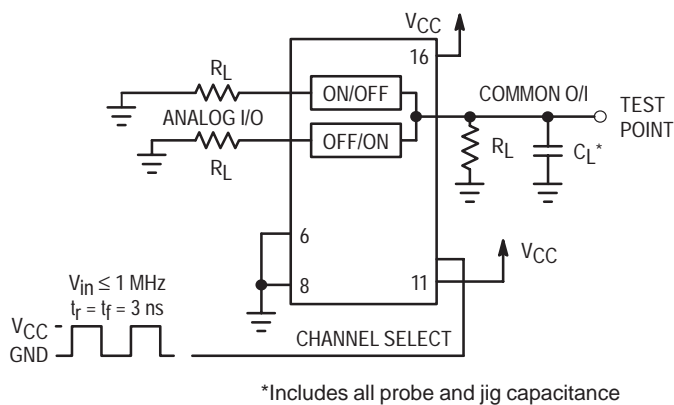 VCC
16
RL
ON/OFF
COMMON O/I
TEST
POINT
ANALOG I/O
OFF/ON
RL
RL
CL*
6
VCC
8
11
Vin ≤ 1 MHz
tr = tf = 3 ns
VCC
GND
CHANNEL SELECT
*Includes all probe and jig capacitance